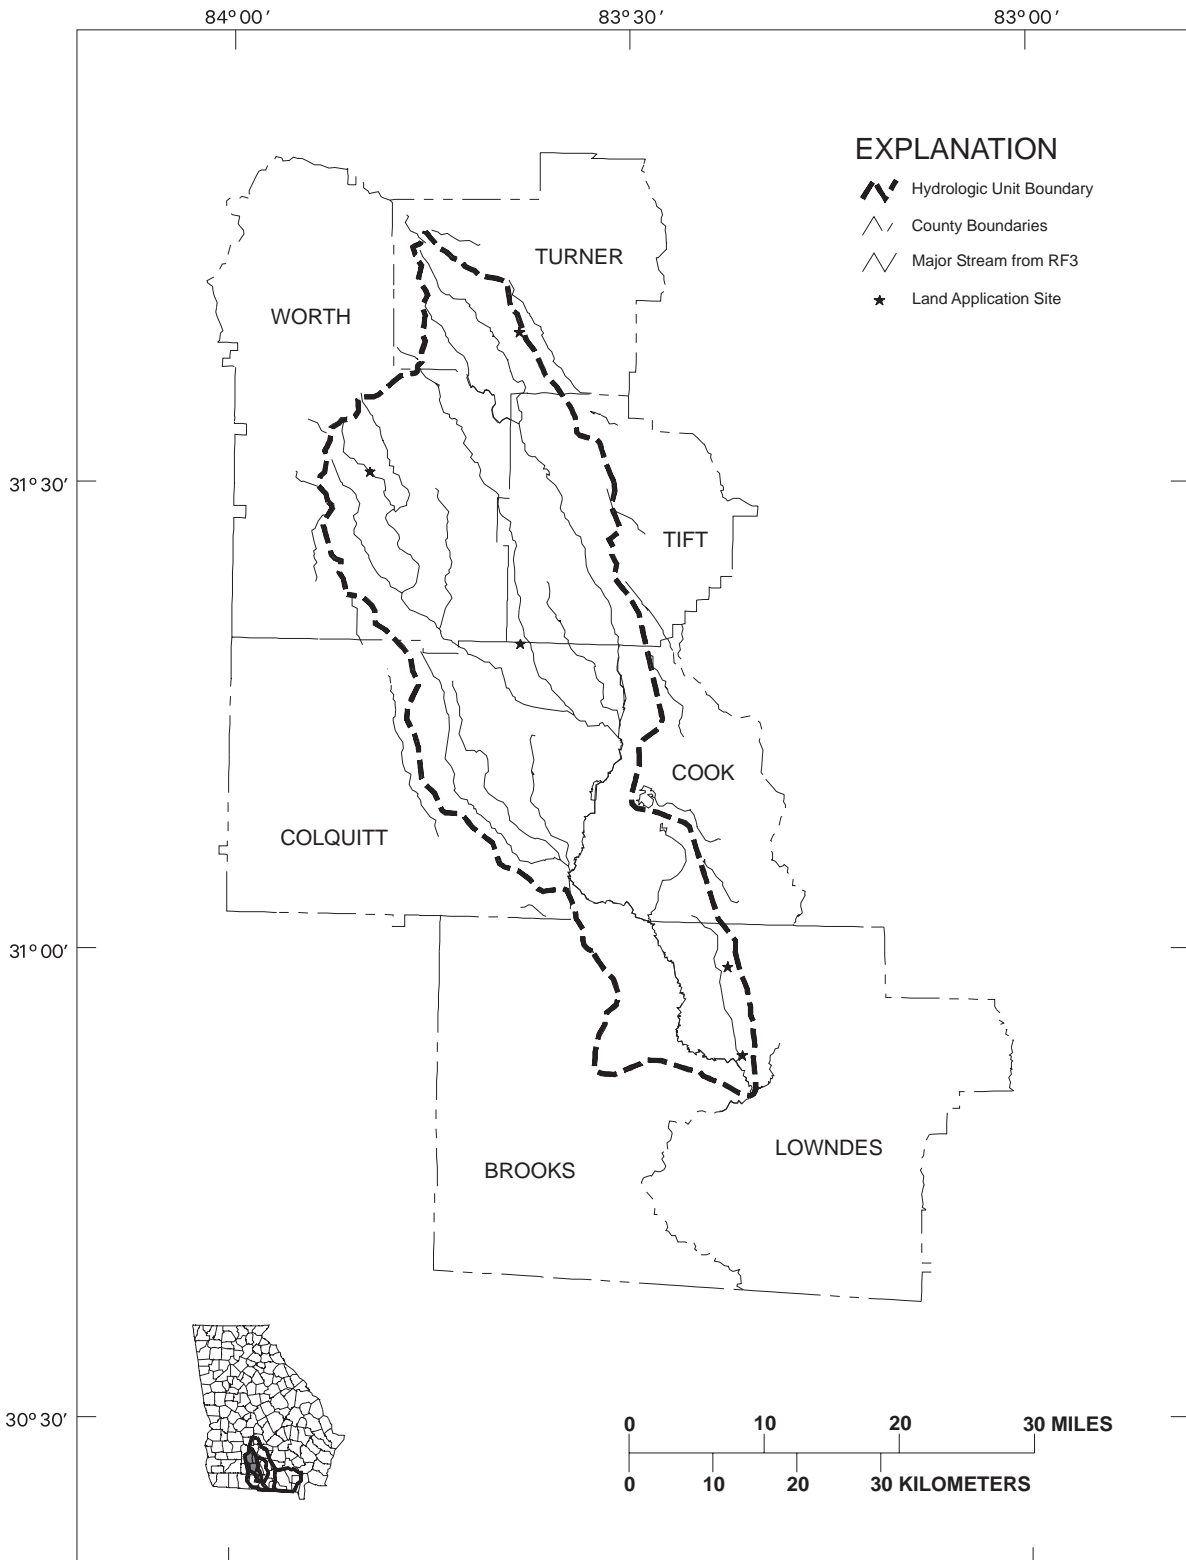 84° 00′ 83° 30′ 83° 00′
EXPLANATION
Hydrologic Unit Boundary
County Boundaries
Major Stream from RF3
Land Application Site
TURNER
WORTH
31° 30′
TIFT
COOK
COLQUITT
31° 00′
LOWNDES
BROOKS
30° 30′
0 10 20 30 MILES
0 10 20 30 KILOMETERS